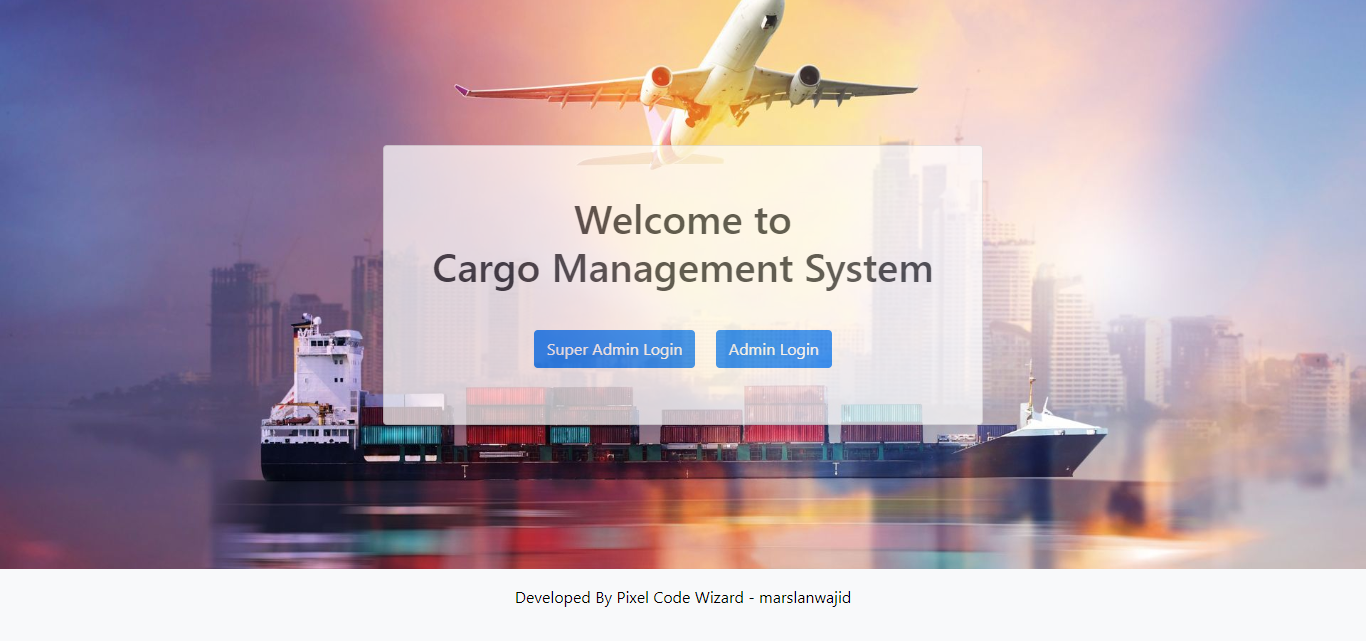 Welcome to
Cargo Management System
Super Admin Login
Admin Login
Developed By Pixel Code Wizard - marslanwajid